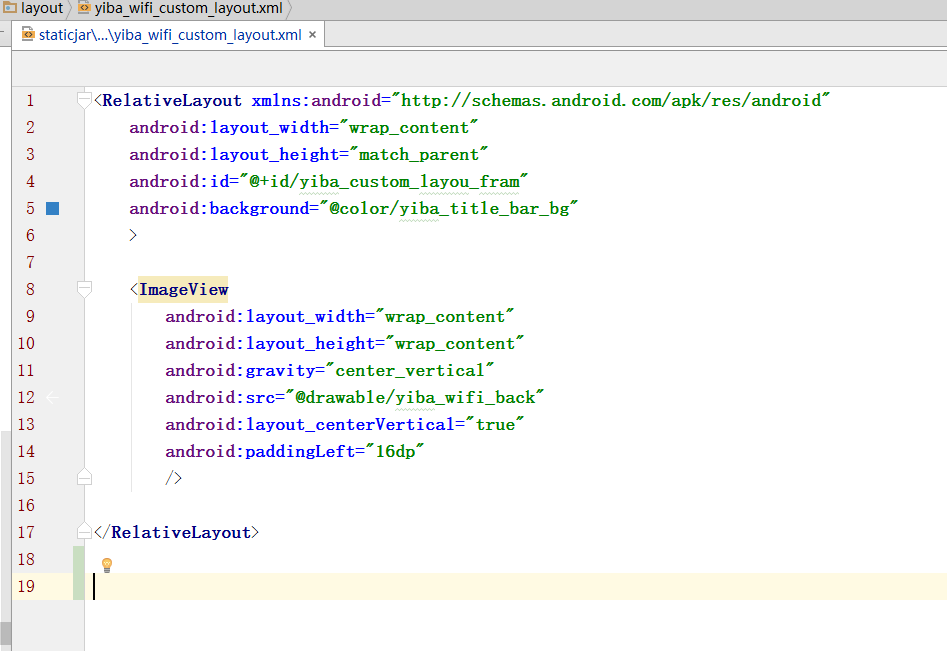 layout yiba_wifi_custom_layout.xml
staticjar\...\yiba_wifi_custom_layout.xml ×
1 <RelativeLayout xmlns:android="http://schemas.android.com/apk/res/android"
2 android:layout_width="wrap_content"
3 android:layout_height="match_parent"
4 android:id="@+id/yiba_custom_layou_fram"
5 android:background="@color/yiba_title_bar_bg"
6 >
7
8 <ImageView
9 android:layout_width="wrap_content"
10 android:layout_height="wrap_content"
11 android:gravity="center_vertical"
12 android:src="@drawable/yiba_wifi_back"
13 android:layout_centerVertical="true"
14 android:paddingLeft="16dp"
15 />
16
17 </RelativeLayout>
18
19